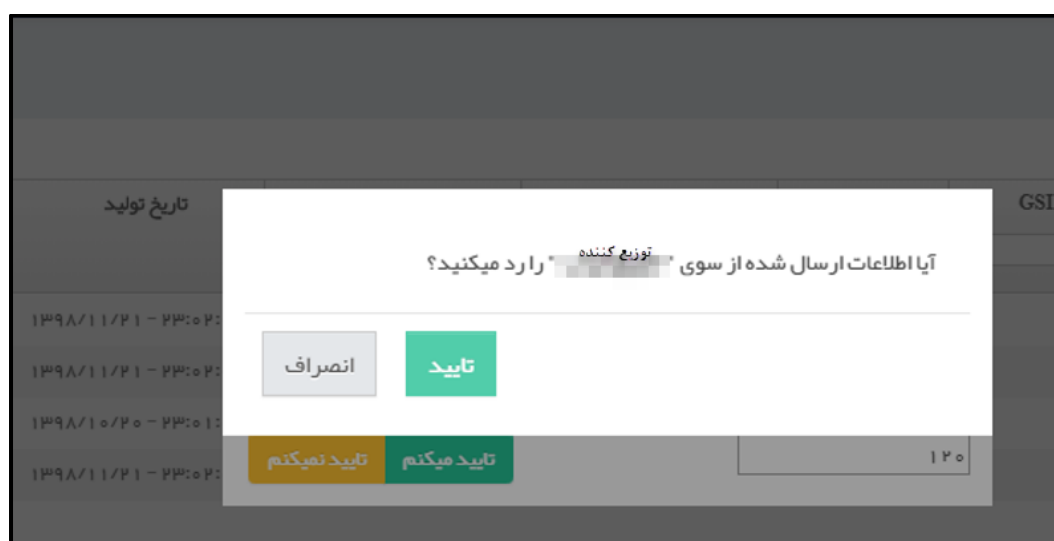 تاریخ تولید
GSI
آیا اطلاعات ارسال شده از سوی "توزیع کننده" را رد میکنید؟
۱۳۹۸/۱۱/۲۱ - ۲۳:۰۲:
تایید
انصراف
۱۳۹۸/۱۱/۲۱ - ۲۳:۰۲:
۱۳۹۸/۱۰/۲۰ - ۲۳:۰۱:
۱۲۰
تایید میکنم
تایید نمیکنم
۱۳۹۸/۱۱/۲۱ - ۲۳:۰۲: